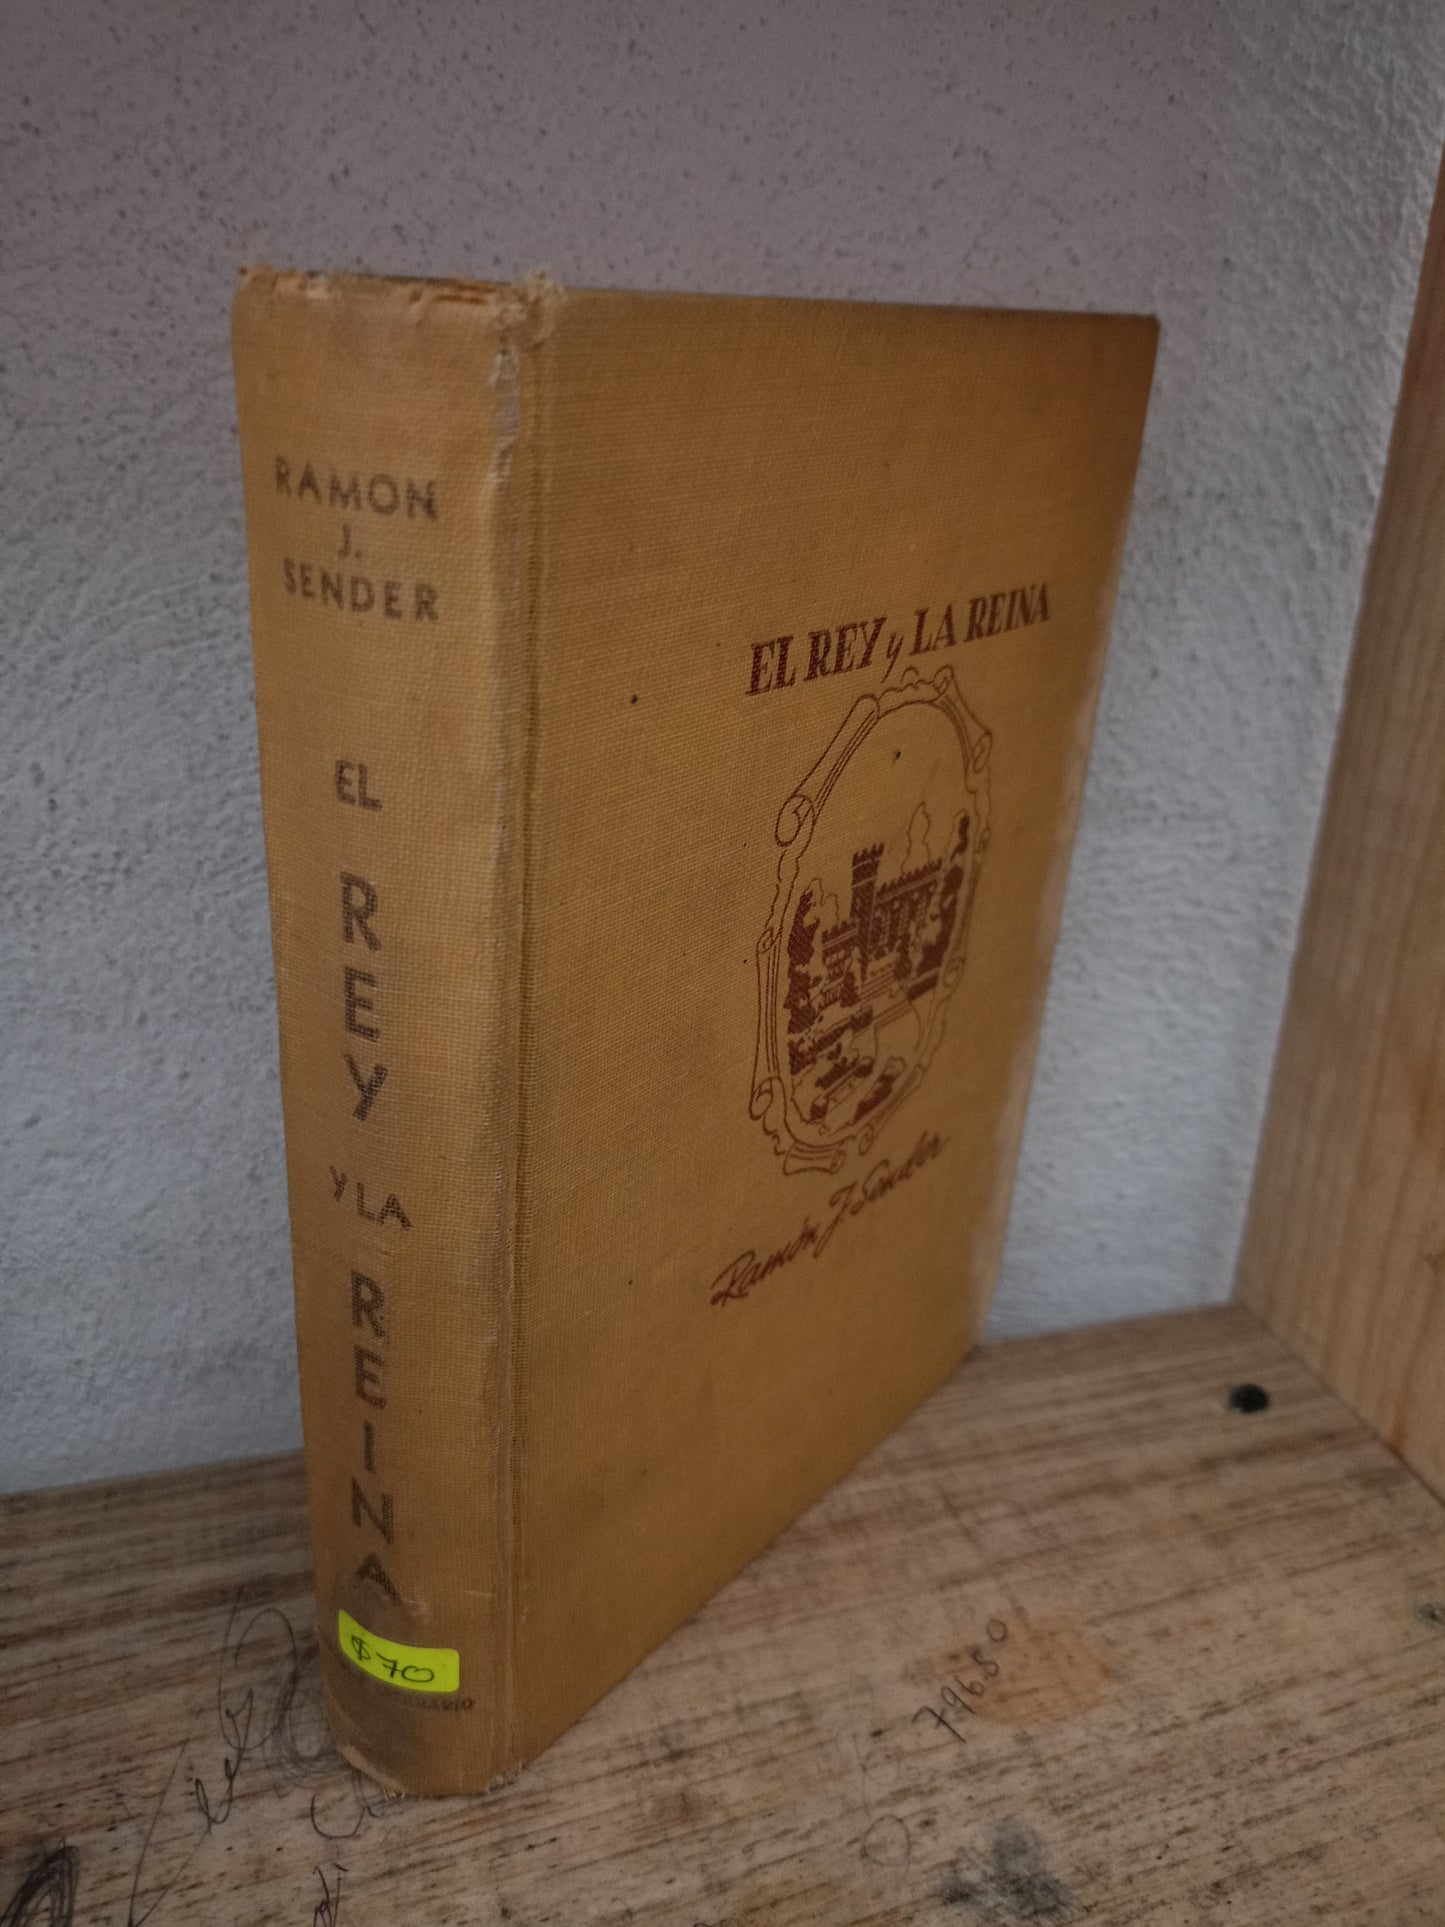 RAMON
J.
SENDER
EL
REY
Y LA
REINA
$70
EL REY y LA REINA
Ramón J. Sender